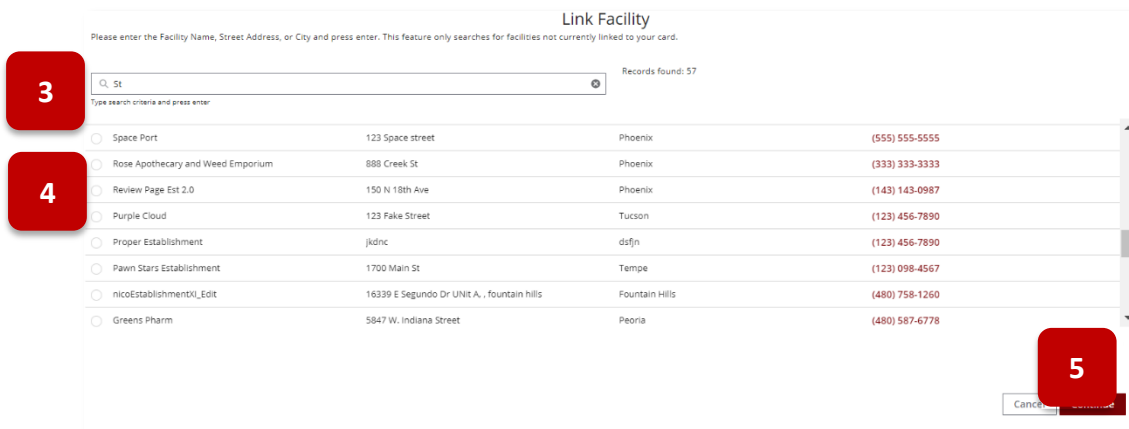 Link Facility
Please enter the Facility Name, Street Address, or City and press enter. This feature only searches for facilities not currently linked to your card.
3
St
Records found: 57
Type search criteria and press enter
Space Port 123 Space street Phoenix (555) 555-5555
4
Rose Apothecary and Weed Emporium 888 Creek St Phoenix (333) 333-3333
Review Page Est 2.0 150 N 18th Ave Phoenix (143) 143-0987
Purple Cloud 123 Fake Street Tucson (123) 456-7890
Proper Establishment jkdnc dsfjn (123) 456-7890
Pawn Stars Establishment 1700 Main St Tempe (123) 098-4567
nicoEstablishmentXI_Edit 16339 E Segundo Dr UNit A, , fountain hills Fountain Hills (480) 758-1260
Greens Pharm 5847 W. Indiana Street Peoria (480) 587-6778
5
Cancel